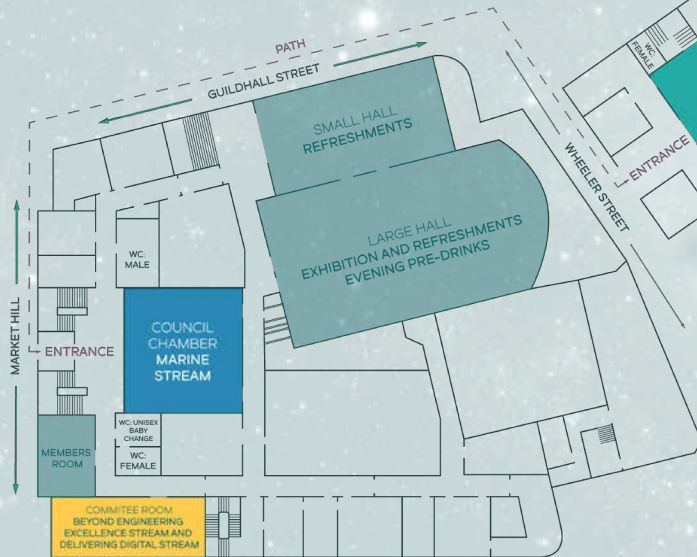 PATH
GUILDHALL STREET
WC:
FEMALE
SMALL HALL
REFRESHMENTS
ENTRANCE
WHEELER STREET
LARGE HALL
EXHIBITION AND REFRESHMENTS
EVENING PRE-DRINKS
WC:
MALE
MARKET HILL
ENTRANCE
COUNCIL
CHAMBER
MARINE
STREAM
WC: UNISEX
BABY
CHANGE
WC:
FEMALE
MEMBERS
ROOM
COMMITEE ROOM
BEYOND ENGINEERING
EXCELLENCE STREAM AND
DELIVERING DIGITAL STREAM